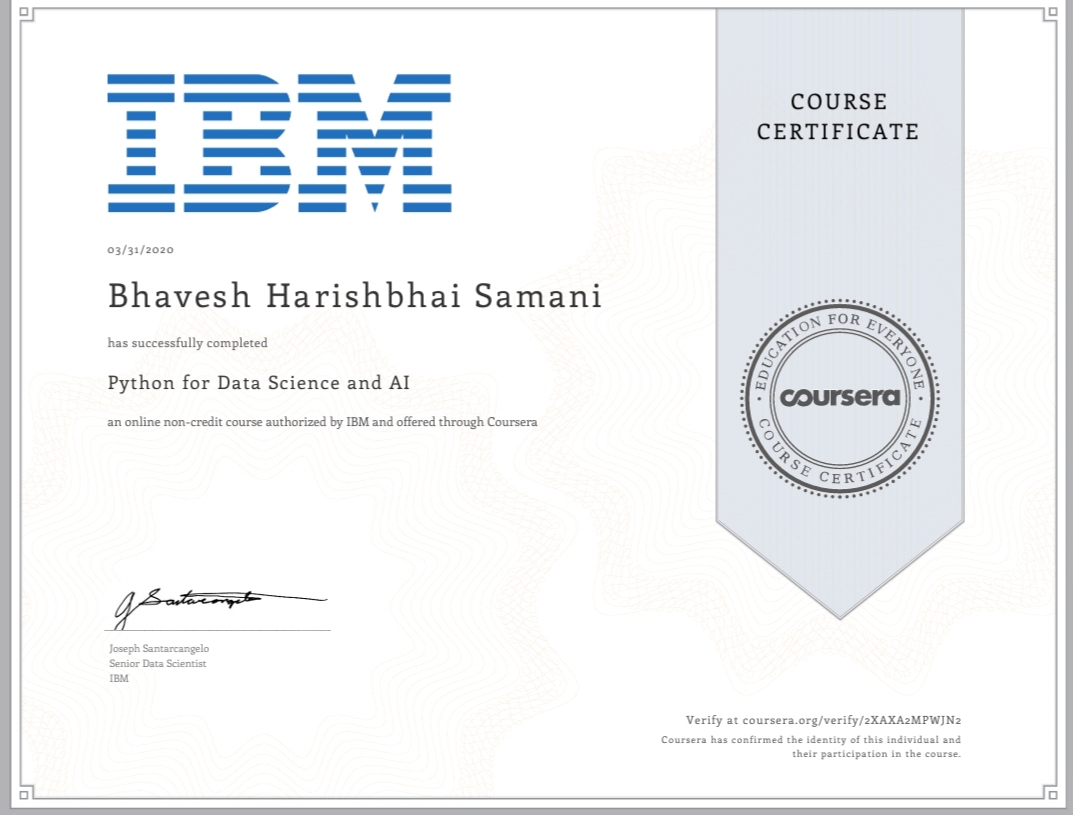 IBM
COURSE
CERTIFICATE
03/31/2020
Bhavesh Harishbhai Samani
has successfully completed
Python for Data Science and AI
an online non-credit course authorized by IBM and offered through Coursera
EDUCATION FOR EVERYONE
coursera
COURSE CERTIFICATE
J Santarcangelo
Joseph Santarcangelo
Senior Data Scientist
IBM
Verify at coursera.org/verify/2XAXA2MPWJN2
Coursera has confirmed the identity of this individual and
their participation in the course.